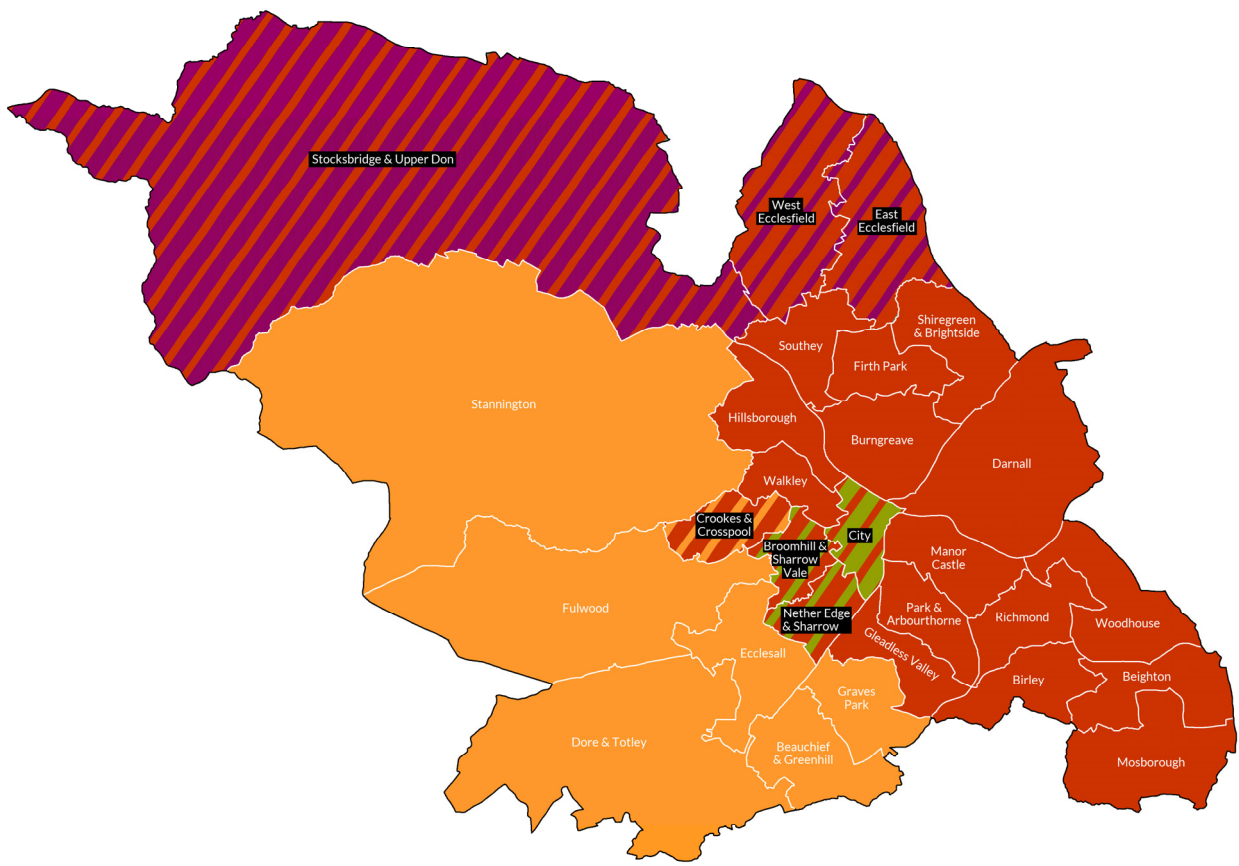 Stocksbridge & Upper Don
West
Ecclesfield
East
Ecclesfield
Shiregreen
& Brightside
Southey
Firth Park
Stannington
Hillsborough
Burngreave
Darnall
Walkley
Crookes &
Crosspool
City
Broomhill &
Sharrow
Vale
Manor
Castle
Fulwood
Nether Edge
& Sharrow
Park &
Arbourthorne
Richmond
Woodhouse
Gleadless Valley
Ecclesall
Birley
Beighton
Graves
Park
Dore & Totley
Beauchief
& Greenhill
Mosborough